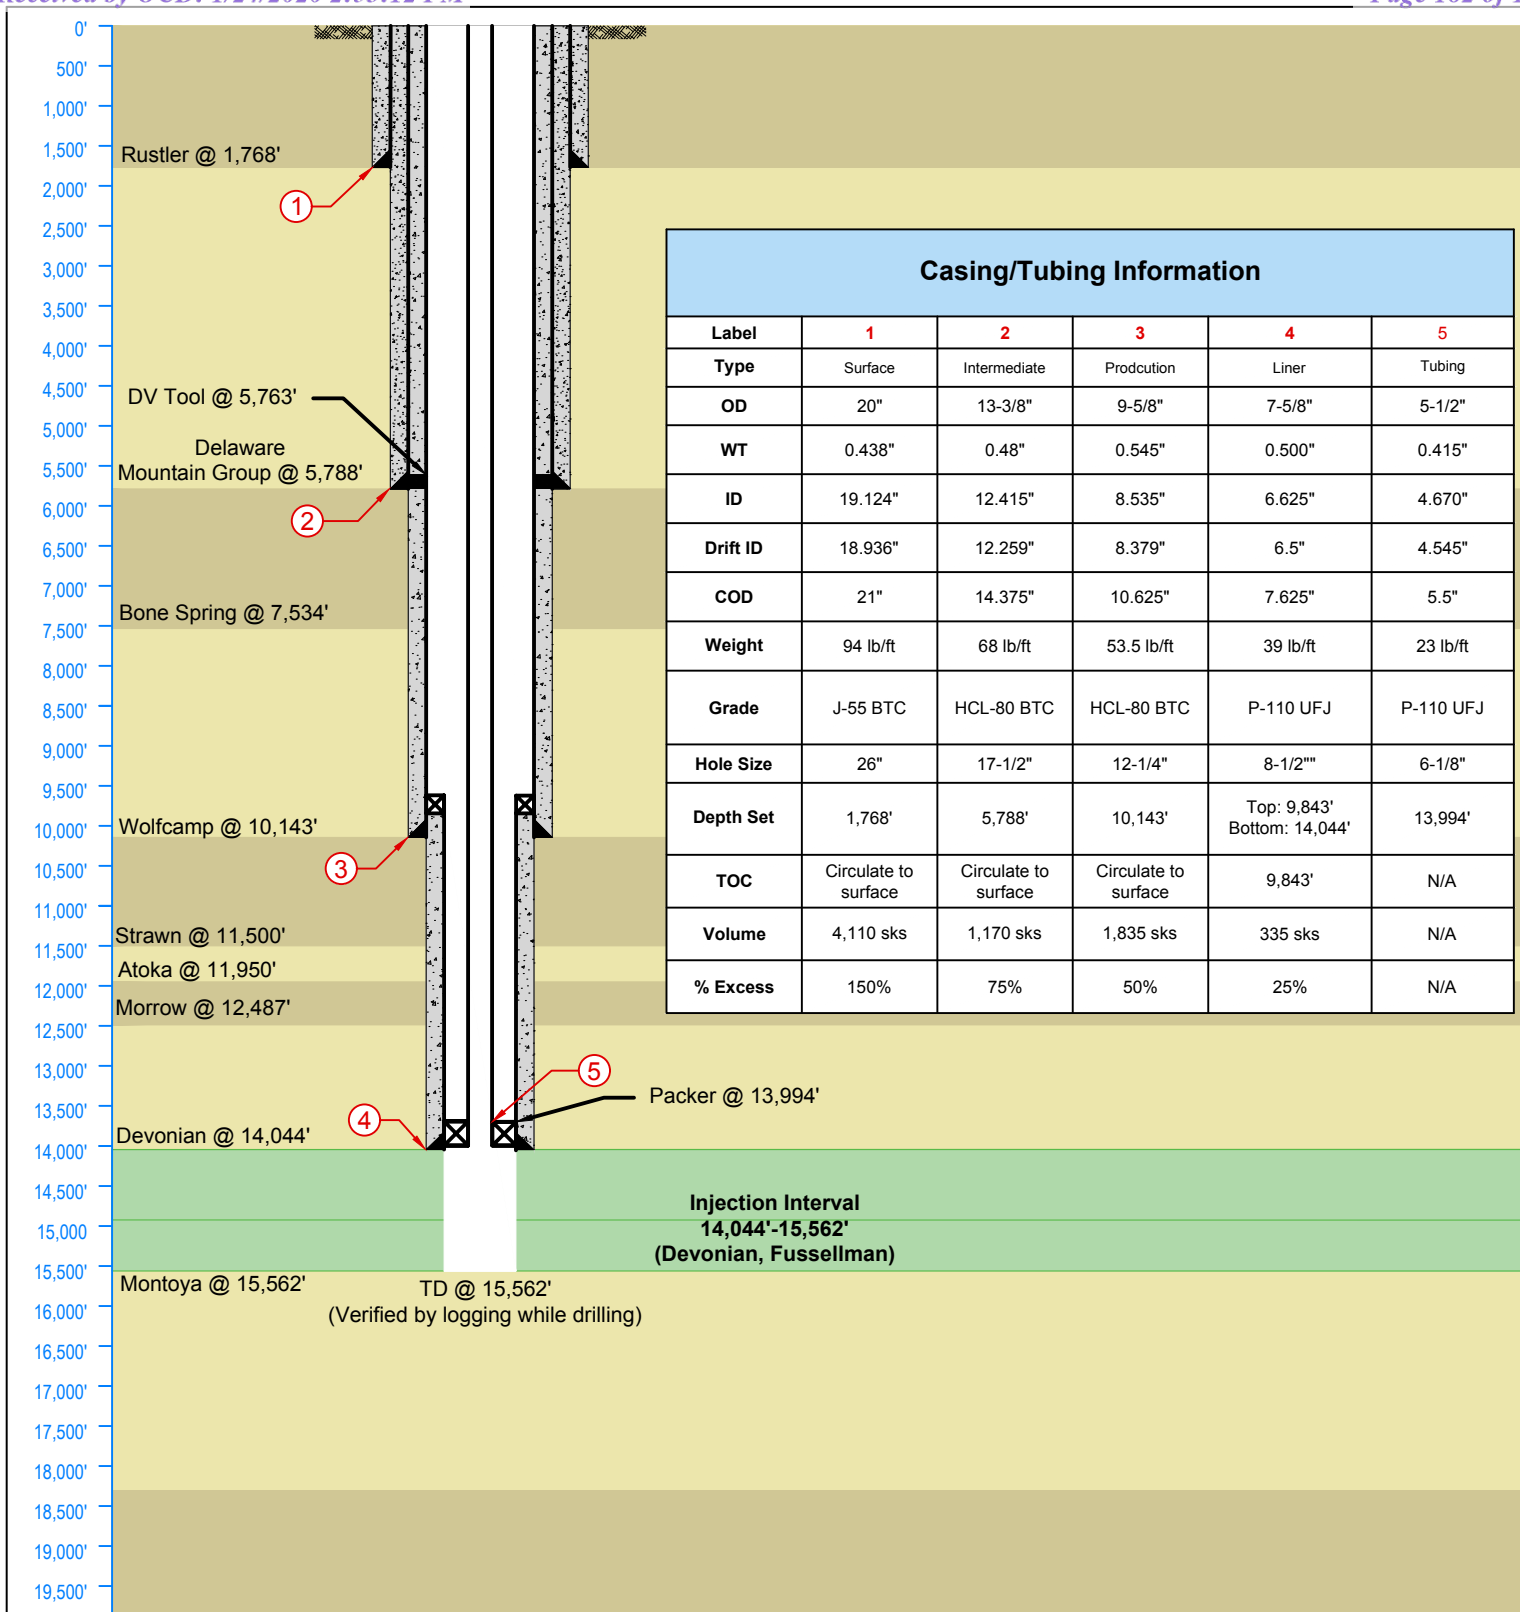 0'
500'
1,000'
1,500'
2,000'
2,500'
3,000'
3,500'
4,000'
4,500'
5,000'
5,500'
6,000'
6,500'
7,000'
7,500'
8,000'
8,500'
9,000'
9,500'
10,000'
10,500'
11,000'
11,500'
12,000'
12,500'
13,000'
13,500'
14,000'
14,500'
15,000
15,500'
16,000'
16,500'
17,000'
17,500'
18,000'
18,500'
19,000'
19,500'
Rustler @ 1,768'
1
DV Tool @ 5,763'
Delaware
Mountain Group @ 5,788'
2
Bone Spring @ 7,534'
Wolfcamp @ 10,143'
3
Strawn @ 11,500'
Atoka @ 11,950'
Morrow @ 12,487'
5
Packer @ 13,994'
4
Devonian @ 14,044'
Injection Interval
14,044'-15,562'
(Devonian, Fussellman)
Montoya @ 15,562'
TD @ 15,562'
(Verified by logging while drilling)
Casing/Tubing Information
Label 1 2 3 4 5
Type Surface Intermediate Prodcution Liner Tubing
OD 20" 13-3/8" 9-5/8" 7-5/8" 5-1/2"
WT 0.438" 0.48" 0.545" 0.500" 0.415"
ID 19.124" 12.415" 8.535" 6.625" 4.670"
Drift ID 18.936" 12.259" 8.379" 6.5" 4.545"
COD 21" 14.375" 10.625" 7.625" 5.5"
Weight 94 lb/ft 68 lb/ft 53.5 lb/ft 39 lb/ft 23 lb/ft
Grade J-55 BTC HCL-80 BTC HCL-80 BTC P-110 UFJ P-110 UFJ
Hole Size 26" 17-1/2" 12-1/4" 8-1/2"" 6-1/8"
Depth Set 1,768' 5,788' 10,143' Top: 9,843' Bottom: 14,044' 13,994'
TOC Circulate to surface Circulate to surface Circulate to surface 9,843' N/A
Volume 4,110 sks 1,170 sks 1,835 sks 335 sks N/A
% Excess 150% 75% 50% 25% N/A